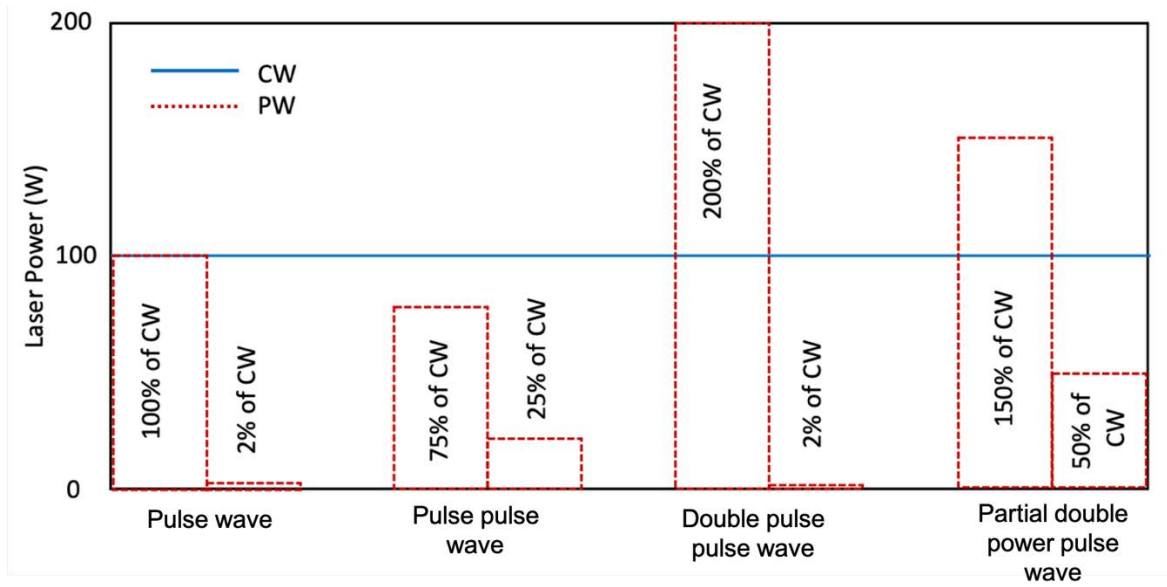 200
CW
PW
Laser Power (W)
100
0
100% of CW
2% of CW
75% of CW
25% of CW
200% of CW
2% of CW
150% of CW
50% of
CW
Pulse wave
Pulse pulse
wave
Double pulse
pulse wave
Partial double
power pulse
wave